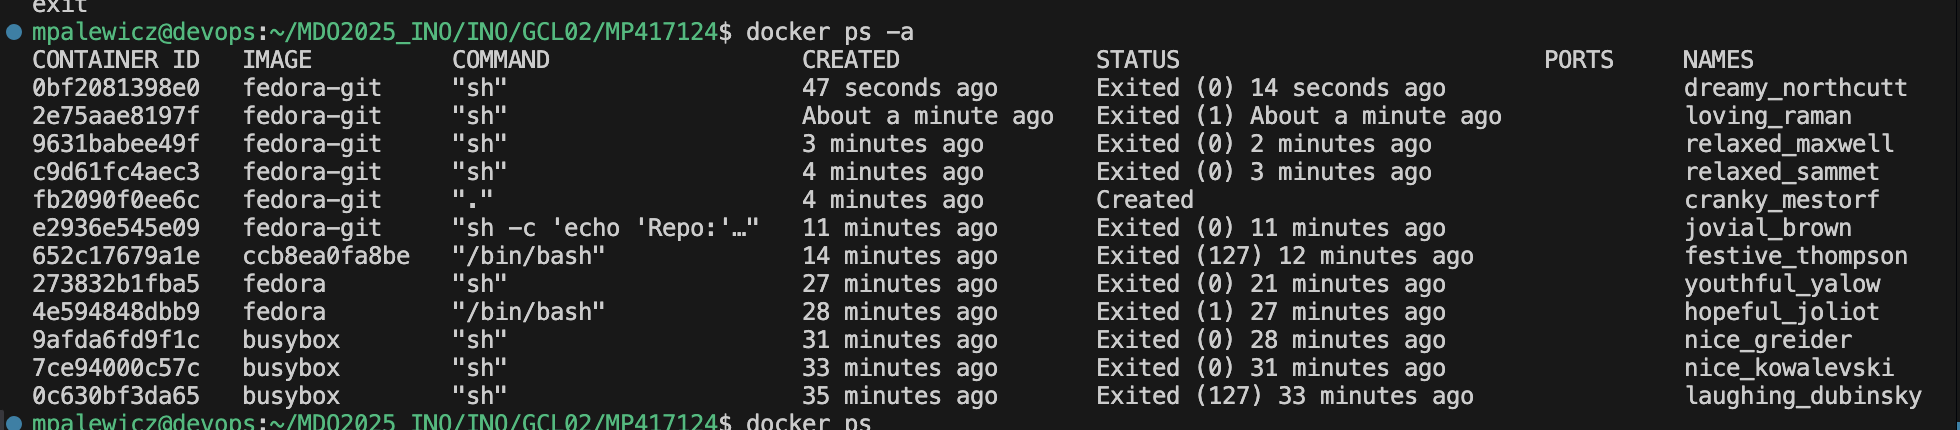 exit
mpalewicz@devops:~/MDO2025_INO/INO/GCL02/MP417124$ docker ps -a
CONTAINER ID   IMAGE          COMMAND                  CREATED              STATUS                          PORTS     NAMES
0bf2081398e0   fedora-git     "sh"                     47 seconds ago       Exited (0) 14 seconds ago                 dreamy_northcutt
2e75aae8197f   fedora-git     "sh"                     About a minute ago   Exited (1) About a minute ago             loving_raman
9631babee49f   fedora-git     "sh"                     3 minutes ago        Exited (0) 2 minutes ago                  relaxed_maxwell
c9d61fc4aec3   fedora-git     "sh"                     4 minutes ago        Exited (0) 3 minutes ago                  relaxed_sammet
fb2090f0ee6c   fedora-git     "."                      4 minutes ago        Created                                   cranky_mestorf
e2936e545e09   fedora-git     "sh -c 'echo 'Repo:'…"   11 minutes ago       Exited (0) 11 minutes ago                 jovial_brown
652c17679a1e   ccb8ea0fa8be   "/bin/bash"              14 minutes ago       Exited (127) 12 minutes ago               festive_thompson
273832b1fba5   fedora         "sh"                     27 minutes ago       Exited (0) 21 minutes ago                 youthful_yalow
4e594848dbb9   fedora         "/bin/bash"              28 minutes ago       Exited (1) 27 minutes ago                 hopeful_joliot
9afda6fd9f1c   busybox        "sh"                     31 minutes ago       Exited (0) 28 minutes ago                 nice_greider
7ce94000c57c   busybox        "sh"                     33 minutes ago       Exited (0) 31 minutes ago                 nice_kowalevski
0c630bf3da65   busybox        "sh"                     35 minutes ago       Exited (127) 33 minutes ago               laughing_dubinsky
mpalewicz@devops:~/MDO2025_INO/INO/GCL02/MP417124$ docker ps